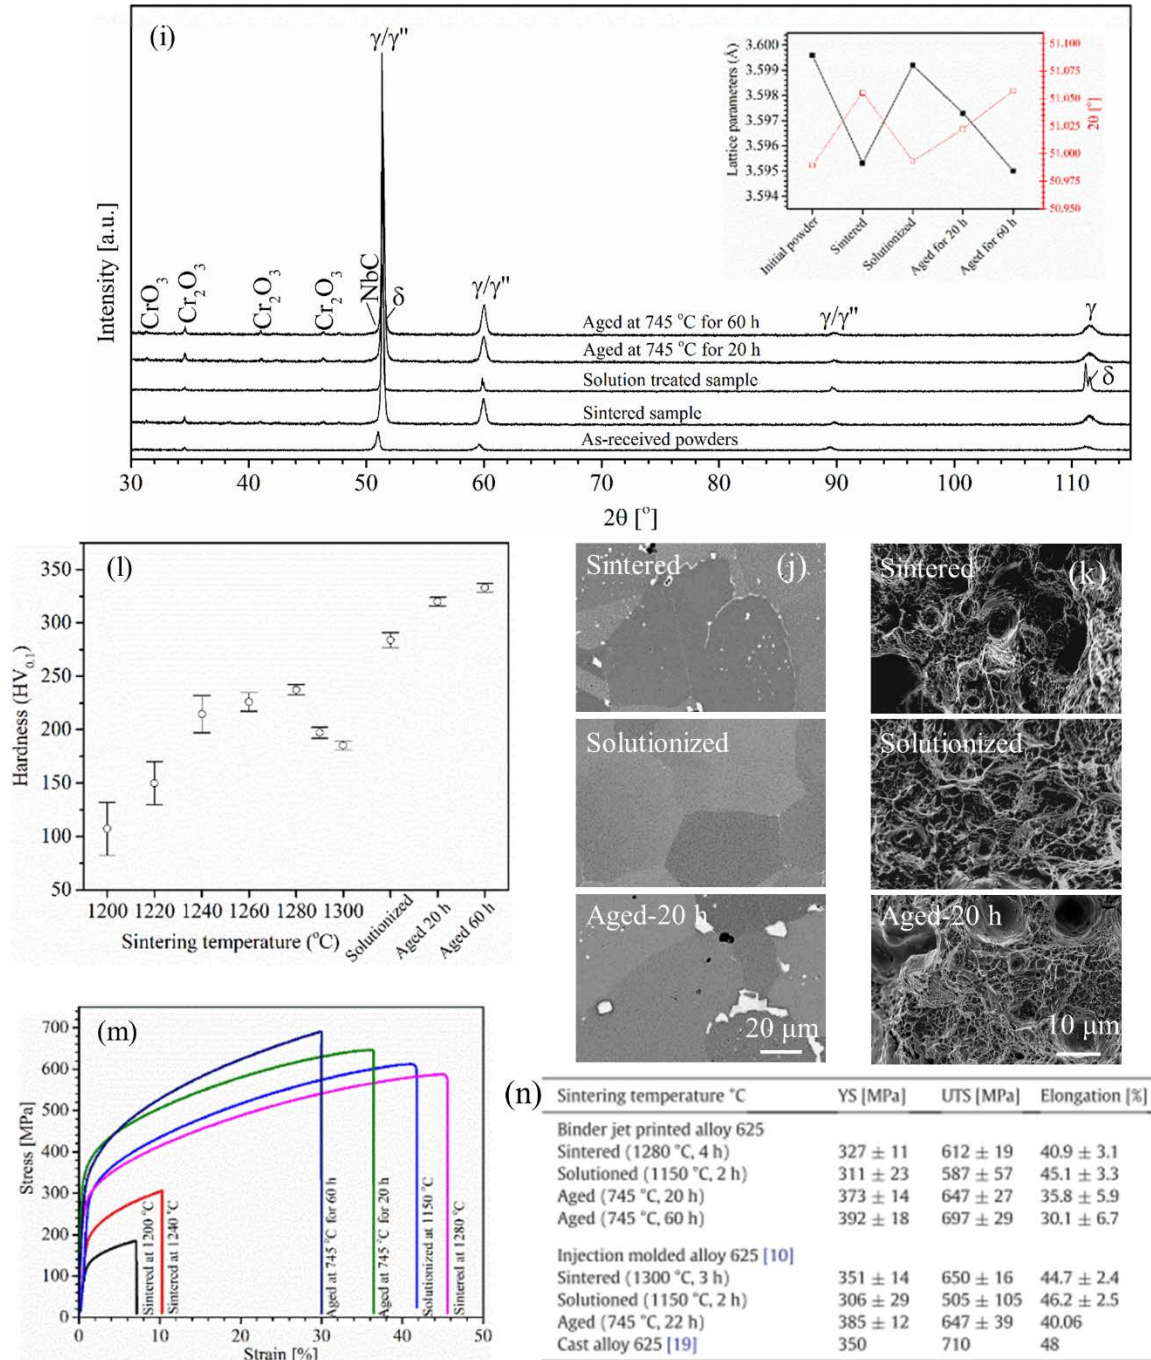 (i)
γ/γ"
CrO3
Cr2O3
Cr2O3
Cr2O3
NbC
δ
γ/γ"
γ/γ"
γ
δ
Aged at 745 °C for 60 h
Aged at 745 °C for 20 h
Solution treated sample
Sintered sample
As-received powders
Intensity [a.u.]
30 40 50 60 70 80 90 100 110
2θ [°]
Lattice parameters (Å)
3.600
3.599
3.598
3.597
3.596
3.595
3.594
51.100
51.075
51.050
51.025
51.000
50.975
50.950
2θ [°]
Initial powder
Sintered
Solutionized
Aged for 20 h
Aged for 60 h
(l)
Hardness (HV0.1)
350
300
250
200
150
100
50
1200 1220 1240 1260 1280 1300 Solutionized Aged 20 h Aged 60 h
Sintering temperature (°C)
Sintered (j)
Solutionized
Aged-20 h
20 μm
Sintered (k)
Solutionized
Aged-20 h
10 μm
(m)
Stress [MPa]
700
600
500
400
300
200
100
0
Sintered at 1200 °C
Sintered at 1240 °C
Aged at 745 °C for 60 h
Aged at 745 °C for 20 h
Solutionized at 1150 °C
Sintered at 1280 °C
0 10 20 30 40 50
Strain [%]
(n)
Sintering temperature °C YS [MPa] UTS [MPa] Elongation [%]
Binder jet printed alloy 625
Sintered (1280 °C, 4 h) 327 ± 11 612 ± 19 40.9 ± 3.1
Solutioned (1150 °C, 2 h) 311 ± 23 587 ± 57 45.1 ± 3.3
Aged (745 °C, 20 h) 373 ± 14 647 ± 27 35.8 ± 5.9
Aged (745 °C, 60 h) 392 ± 18 697 ± 29 30.1 ± 6.7
Injection molded alloy 625 [10]
Sintered (1300 °C, 3 h) 351 ± 14 650 ± 16 44.7 ± 2.4
Solutioned (1150 °C, 2 h) 306 ± 29 505 ± 105 46.2 ± 2.5
Aged (745 °C, 22 h) 385 ± 12 647 ± 39 40.06
Cast alloy 625 [19] 350 710 48